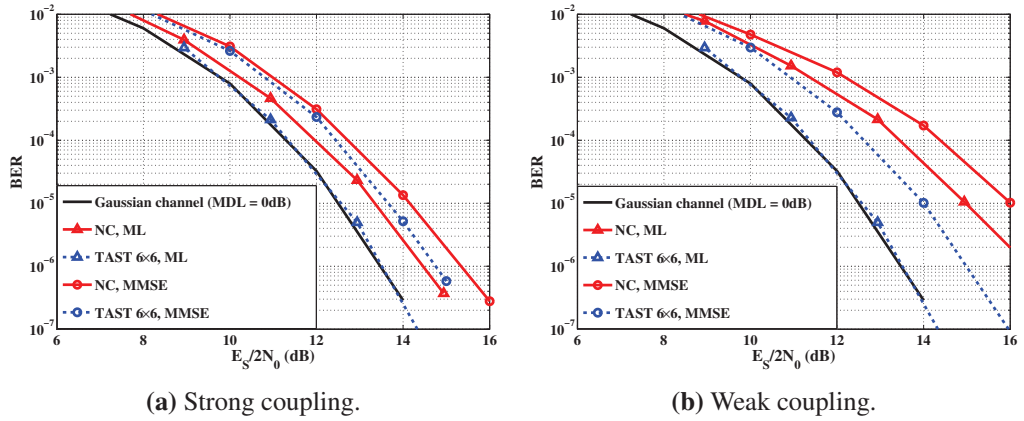 BER
10⁻²
10⁻³
10⁻⁴
10⁻⁵
10⁻⁶
10⁻⁷
Gaussian channel (MDL = 0dB)
NC, ML
TAST 6×6, ML
NC, MMSE
TAST 6×6, MMSE
6 8 10 12 14 16
E_S/2N_0 (dB)
(a) Strong coupling.
BER
10⁻²
10⁻³
10⁻⁴
10⁻⁵
10⁻⁶
10⁻⁷
Gaussian channel (MDL = 0dB)
NC, ML
TAST 6×6, ML
NC, MMSE
TAST 6×6, MMSE
6 8 10 12 14 16
E_S/2N_0 (dB)
(b) Weak coupling.